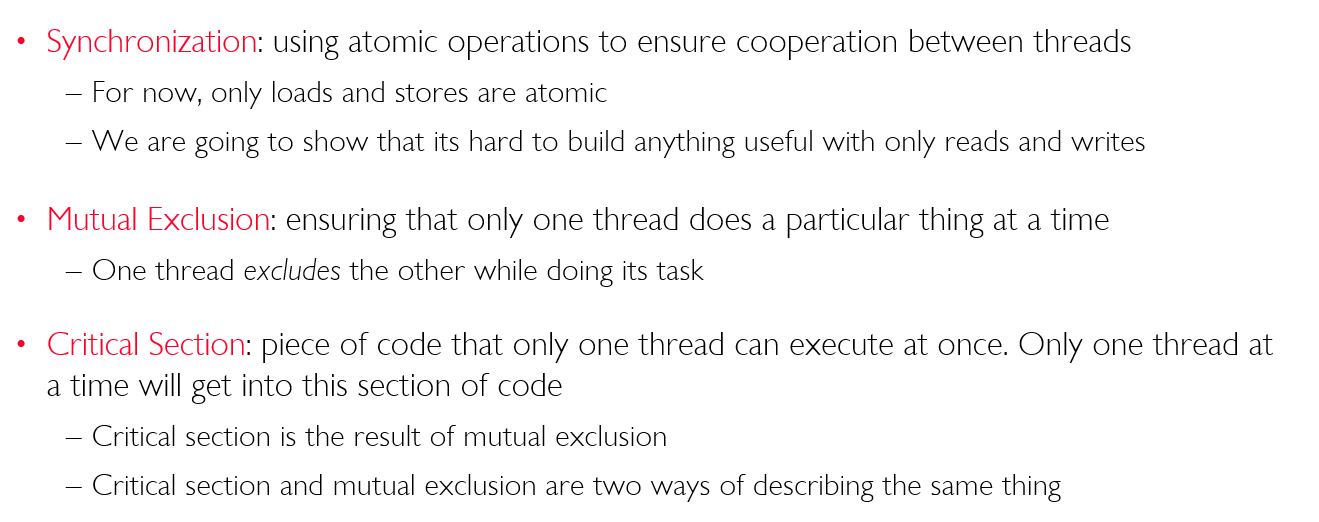 • Synchronization: using atomic operations to ensure cooperation between threads
– For now, only loads and stores are atomic
– We are going to show that its hard to build anything useful with only reads and writes
• Mutual Exclusion: ensuring that only one thread does a particular thing at a time
– One thread excludes the other while doing its task
• Critical Section: piece of code that only one thread can execute at once. Only one thread at
a time will get into this section of code
– Critical section is the result of mutual exclusion
– Critical section and mutual exclusion are two ways of describing the same thing